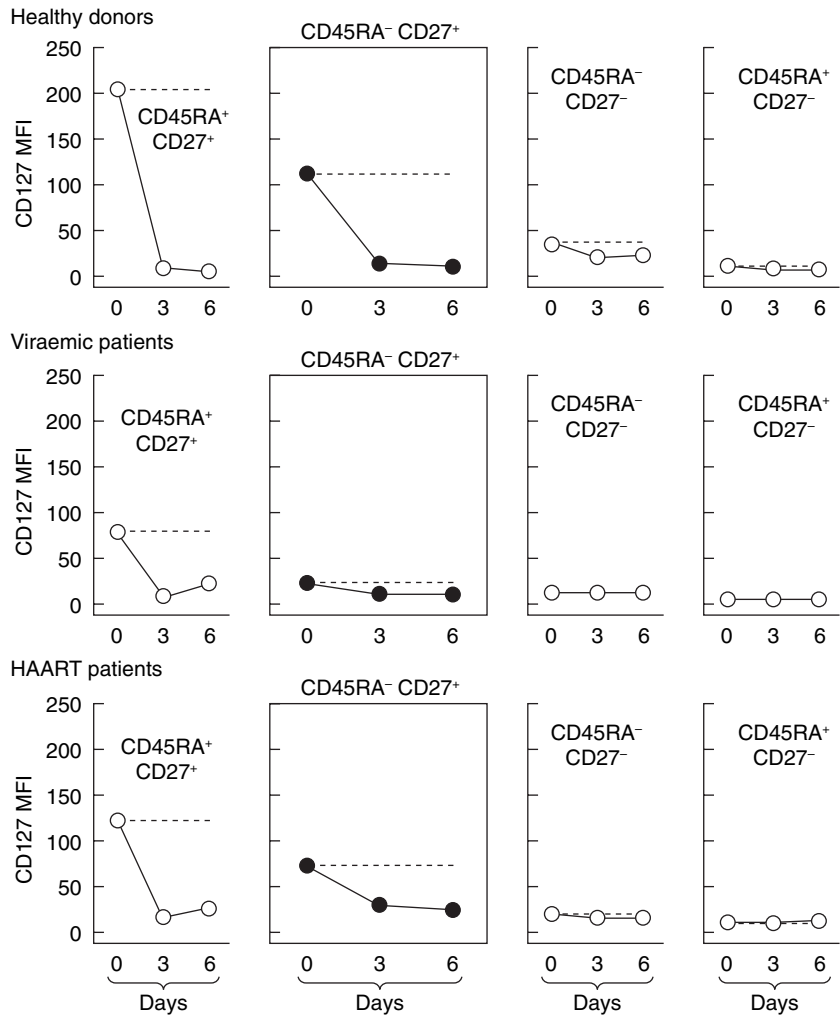 Healthy donors
CD45RA⁻ CD27⁺
250
200
150
100
50
0
CD127 MFI
CD45RA⁺
CD27⁺
CD45RA⁻
CD27⁻
CD45RA⁺
CD27⁻
0 3 6
0 3 6
0 3 6
0 3 6
Viraemic patients
CD45RA⁻ CD27⁺
250
200
150
100
50
0
CD127 MFI
CD45RA⁺
CD27⁺
CD45RA⁻
CD27⁻
CD45RA⁺
CD27⁻
0 3 6
0 3 6
0 3 6
0 3 6
HAART patients
CD45RA⁻ CD27⁺
250
200
150
100
50
0
CD127 MFI
CD45RA⁺
CD27⁺
CD45RA⁻
CD27⁻
CD45RA⁺
CD27⁻
0 3 6
0 3 6
0 3 6
0 3 6
Days
Days
Days
Days